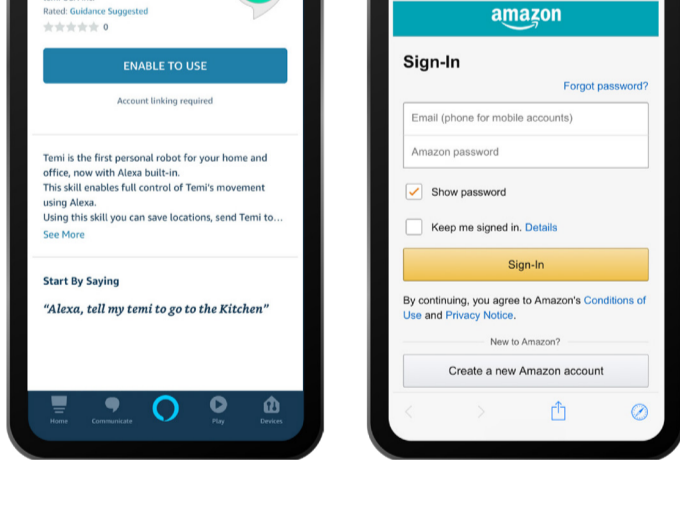 Rated: Guidance Suggested
0
ENABLE TO USE
Account linking required
Temi is the first personal robot for your home and
office, now with Alexa built-in.
This skill enables full control of Temi's movement
using Alexa.
Using this skill you can save locations, send Temi to...
See More
Start By Saying
“Alexa, tell my temi to go to the Kitchen”
Home Communicate Play Devices
amazon
Sign-In
Forgot password?
Email (phone for mobile accounts)
Amazon password
Show password
Keep me signed in. Details
Sign-In
By continuing, you agree to Amazon's Conditions of
Use and Privacy Notice.
New to Amazon?
Create a new Amazon account